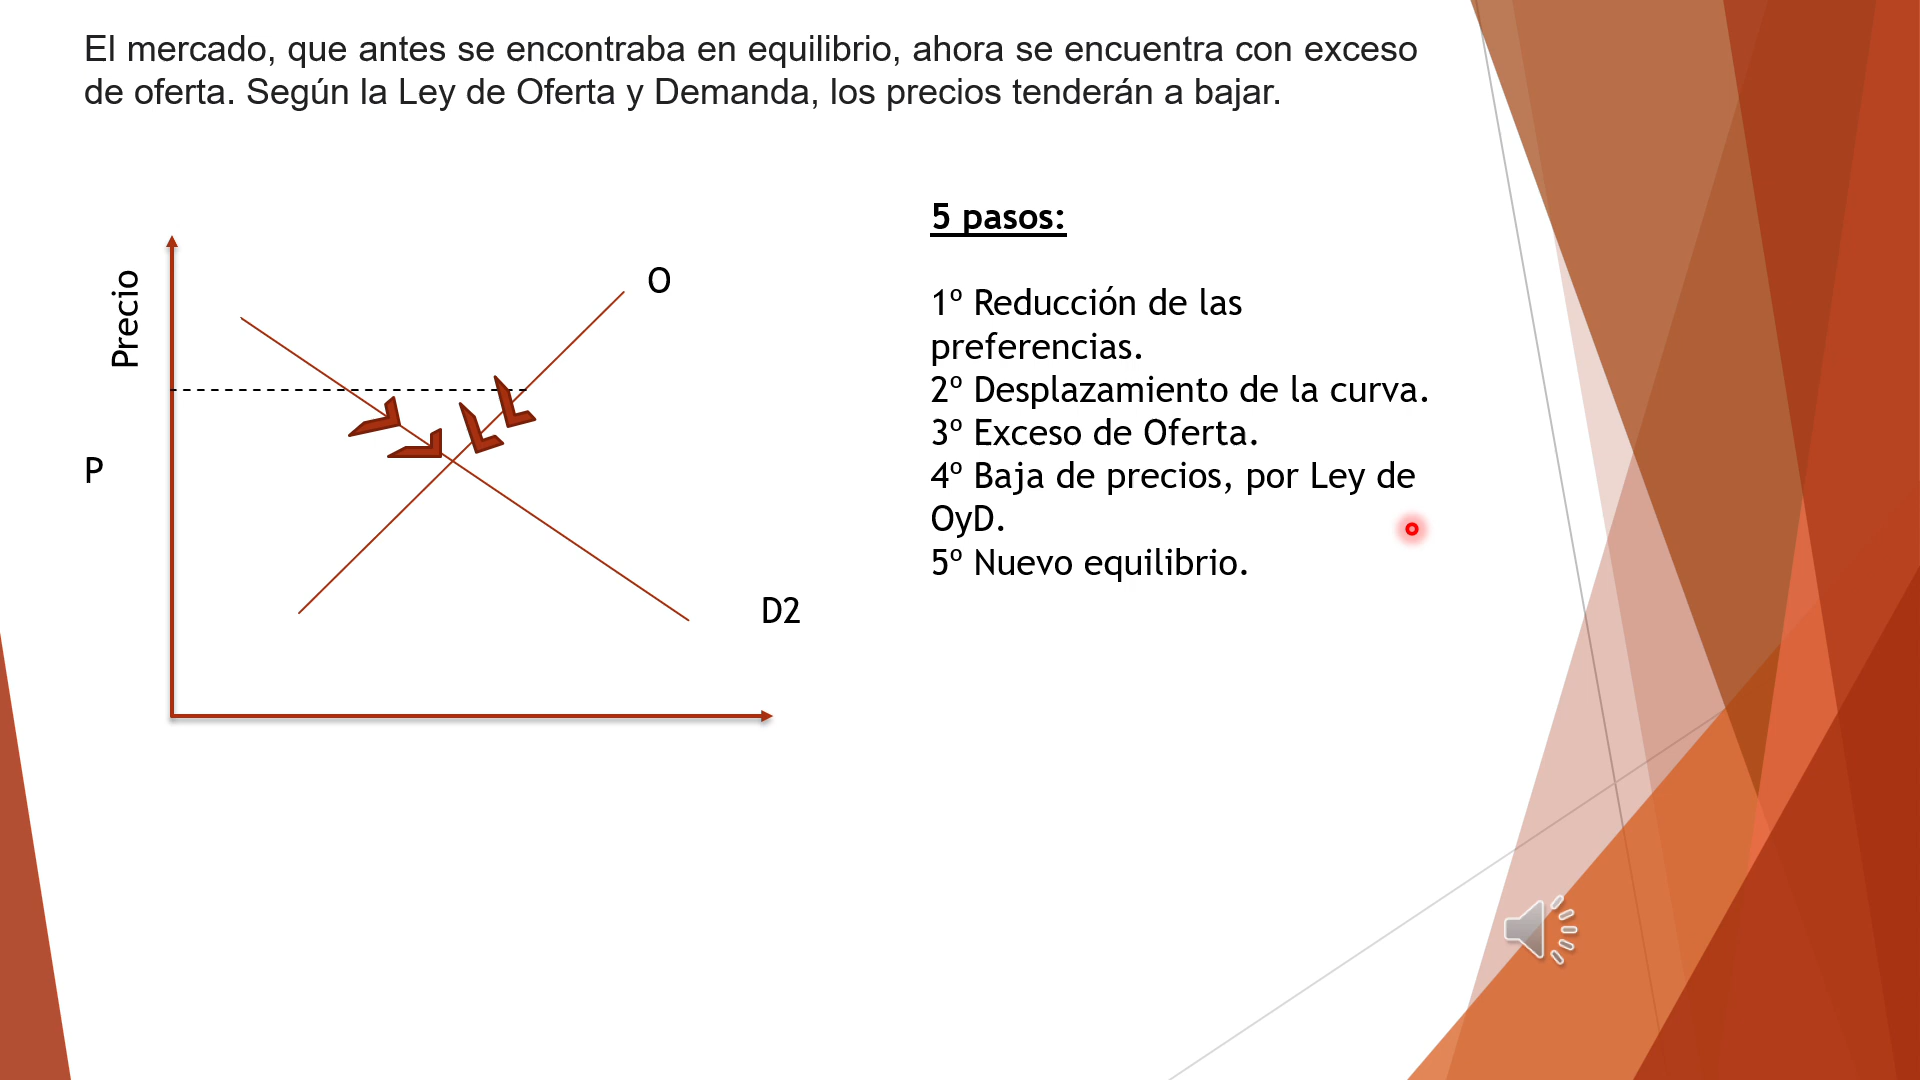 El mercado, que antes se encontraba en equilibrio, ahora se encuentra con exceso
de oferta. Según la Ley de Oferta y Demanda, los precios tenderán a bajar.
5 pasos:
1º Reducción de las
preferencias.
2º Desplazamiento de la curva.
3º Exceso de Oferta.
4º Baja de precios, por Ley de
OyD.
5º Nuevo equilibrio.
Precio
O
P
D2